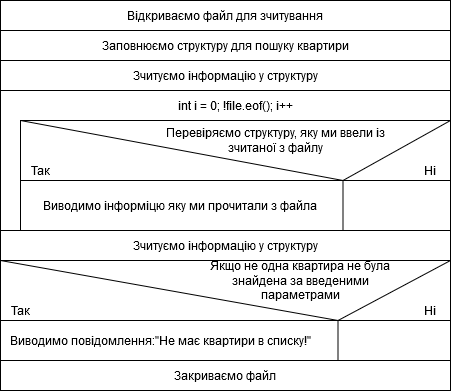 Відкриваємо файл для зчитування
Заповнюємо структуру для пошуку квартири
Зчитуємо інформацію у структуру
int i = 0; !file.eof(); i++
Перевіряємо структуру, яку ми ввели із
зчитаної з файлу
Так
Ні
Виводимо інформіцю яку ми прочитали з файла
Зчитуємо інформацію у структуру
Якщо не одна квартира не була
знайдена за введеними
параметрами
Так
Ні
Виводимо повідомлення:"Не має квартири в списку!"
Закриваємо файл